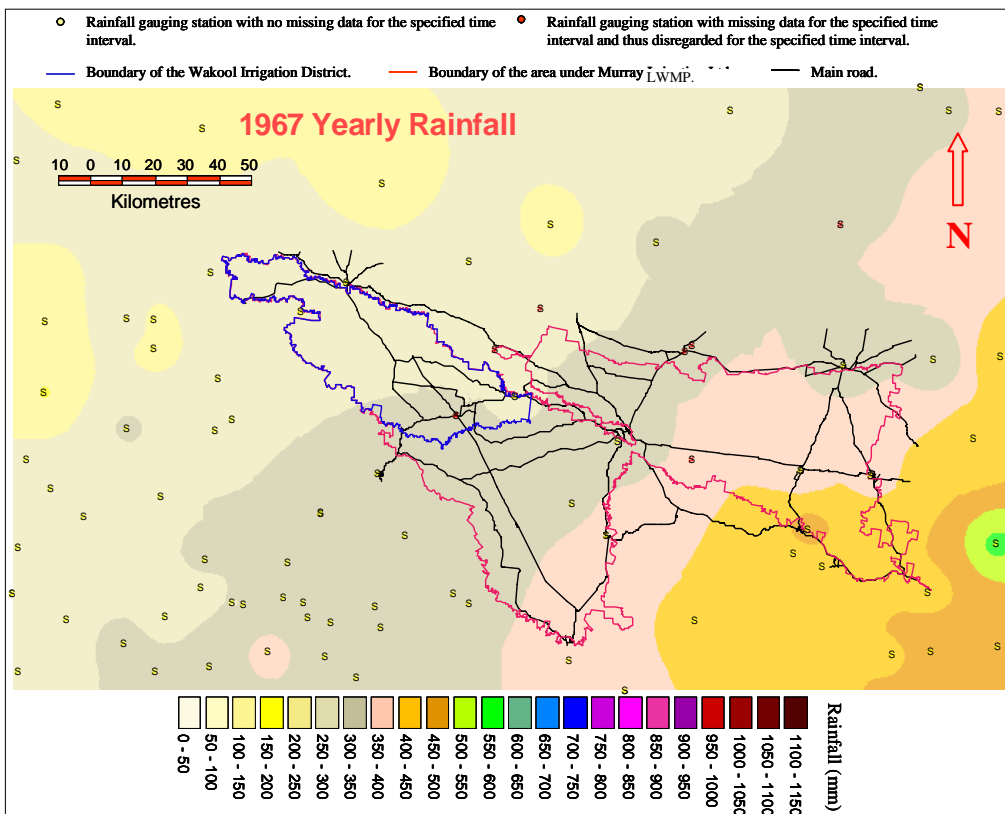 Rainfall gauging station with no missing data for the specified time
interval.
Rainfall gauging station with missing data for the specified time
interval and thus disregarded for the specified time interval.
Boundary of the Wakool Irrigation District.
Boundary of the area under Murray
LWMP.
Main road.
1967 Yearly Rainfall
10 0 10 20 30 40 50
Kilometres
N
0 - 50
50 - 100
100 - 150
150 - 200
200 - 250
250 - 300
300 - 350
350 - 400
400 - 450
450 - 500
500 - 550
550 - 600
600 - 650
650 - 700
700 - 750
750 - 800
800 - 850
850 - 900
900 - 950
950 - 1000
1000 - 1050
1050 - 1100
1100 - 1150
Rainfall (mm)